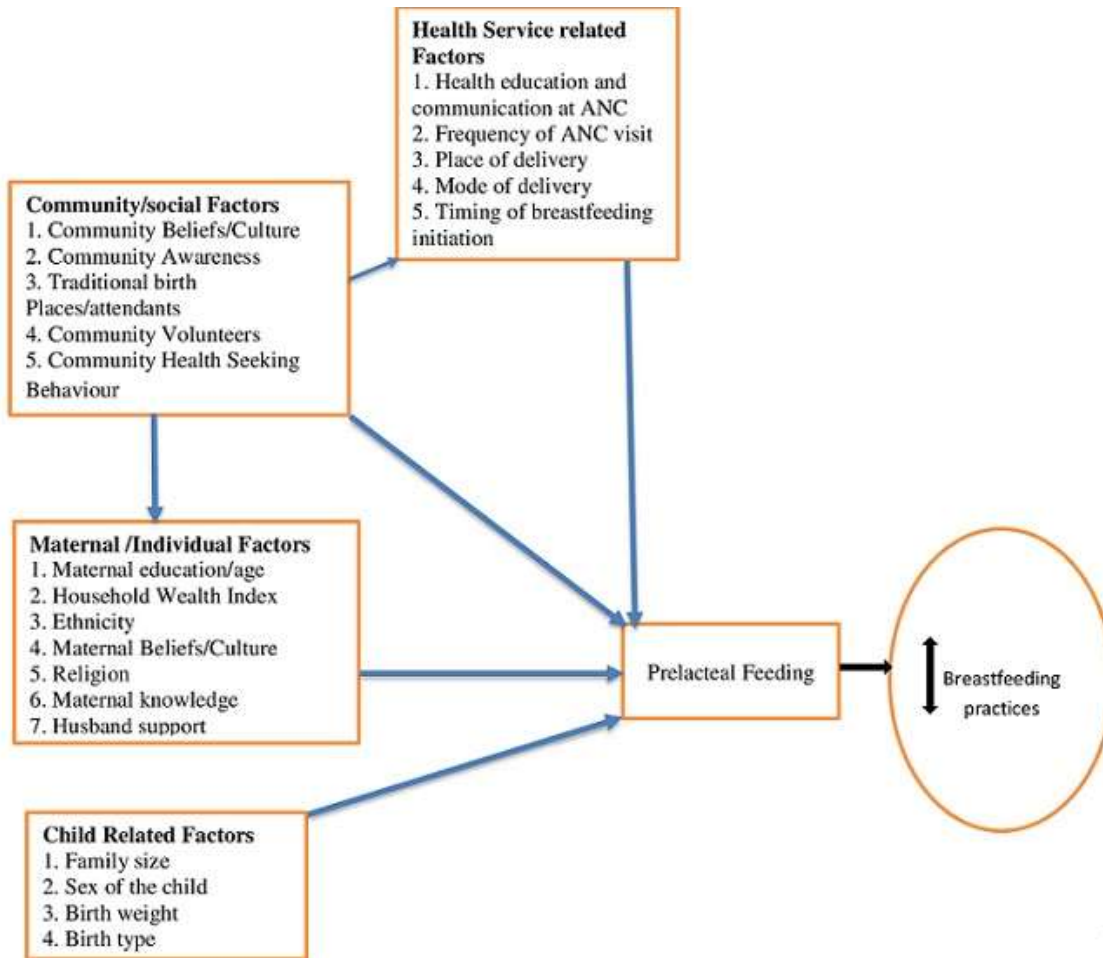 Health Service related
Factors
1. Health education and
communication at ANC
2. Frequency of ANC visit
3. Place of delivery
4. Mode of delivery
5. Timing of breastfeeding
initiation
Community/social Factors
1. Community Beliefs/Culture
2. Community Awareness
3. Traditional birth
Places/attendants
4. Community Volunteers
5. Community Health Seeking
Behaviour
Maternal /Individual Factors
1. Maternal education/age
2. Household Wealth Index
3. Ethnicity
4. Maternal Beliefs/Culture
5. Religion
6. Maternal knowledge
7. Husband support
Prelacteal Feeding
Breastfeeding
practices
Child Related Factors
1. Family size
2. Sex of the child
3. Birth weight
4. Birth type